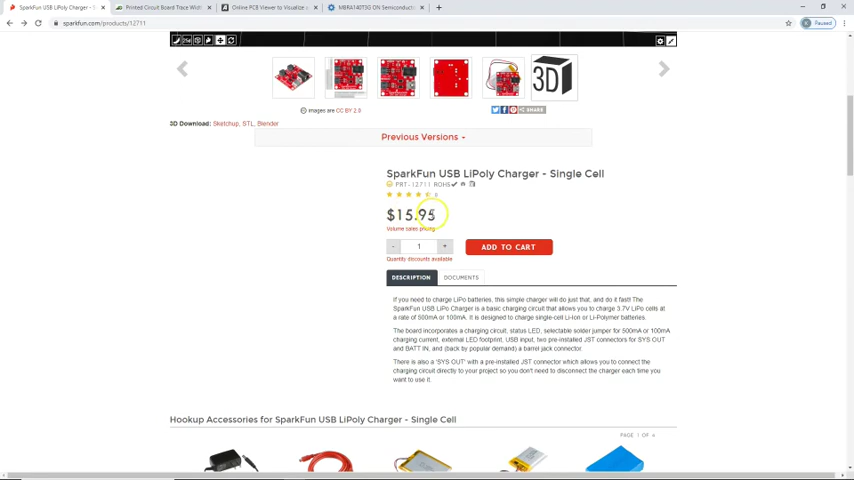 SparkFun USB LiPoly Charger -
Printed Circuit Board Trace Widt
Online PCB Viewer to Visualize
MBRA140T3G ON Semiconduct
Paused
sparkfun.com/products/12711
3D
images are CC BY 2.0
SHARE
3D Download: Sketchup, STL, Blender
Previous Versions
SparkFun USB LiPoly Charger - Single Cell
PRT-12711 ROHS
$15.95
Volume sales pricing
- 1 +
ADD TO CART
Quantity discounts available
DESCRIPTION
DOCUMENTS
If you need to charge LiPo batteries, this simple charger will do just that, and do it fast! The
SparkFun USB LiPo Charger is a basic charging circuit that allows you to charge 3.7V LiPo cells at
a rate of 500mA or 100mA. It is designed to charge single-cell Li-Ion or Li-Polymer batteries.
The board incorporates a charging circuit, status LED, selectable solder jumper for 500mA or 100mA
charging current, external LED footprint, USB input, two pre-installed JST connectors for SYS OUT
and BATT IN, and (back by popular demand) a barrel jack connector.
There is also a 'SYS OUT' with a pre-installed JST connector which allows you to connect the
charging circuit directly to your project so you don't need to disconnect the charger each time you
want to use it.
Hookup Accessories for SparkFun USB LiPoly Charger - Single Cell
PAGE 1 OF 4